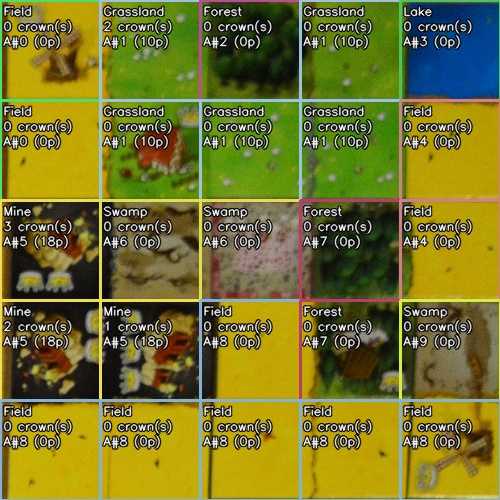 Field
0 crown(s)
A#0 (0p)
Grassland
2 crown(s)
A#1 (10p)
Forest
0 crown(s)
A#2 (0p)
Grassland
0 crown(s)
A#1 (10p)
Lake
0 crown(s)
A#3 (0p)
Field
0 crown(s)
A#0 (0p)
Grassland
0 crown(s)
A#1 (10p)
Grassland
0 crown(s)
A#1 (10p)
Grassland
0 crown(s)
A#1 (10p)
Field
0 crown(s)
A#4 (0p)
Mine
3 crown(s)
A#5 (18p)
Swamp
0 crown(s)
A#6 (0p)
Swamp
0 crown(s)
A#6 (0p)
Forest
0 crown(s)
A#7 (0p)
Field
0 crown(s)
A#4 (0p)
Mine
2 crown(s)
A#5 (18p)
Mine
1 crown(s)
A#5 (18p)
Field
0 crown(s)
A#8 (0p)
Forest
0 crown(s)
A#7 (0p)
Swamp
0 crown(s)
A#9 (0p)
Field
0 crown(s)
A#8 (0p)
Field
0 crown(s)
A#8 (0p)
Field
0 crown(s)
A#8 (0p)
Field
0 crown(s)
A#8 (0p)
Field
0 crown(s)
A#8 (0p)